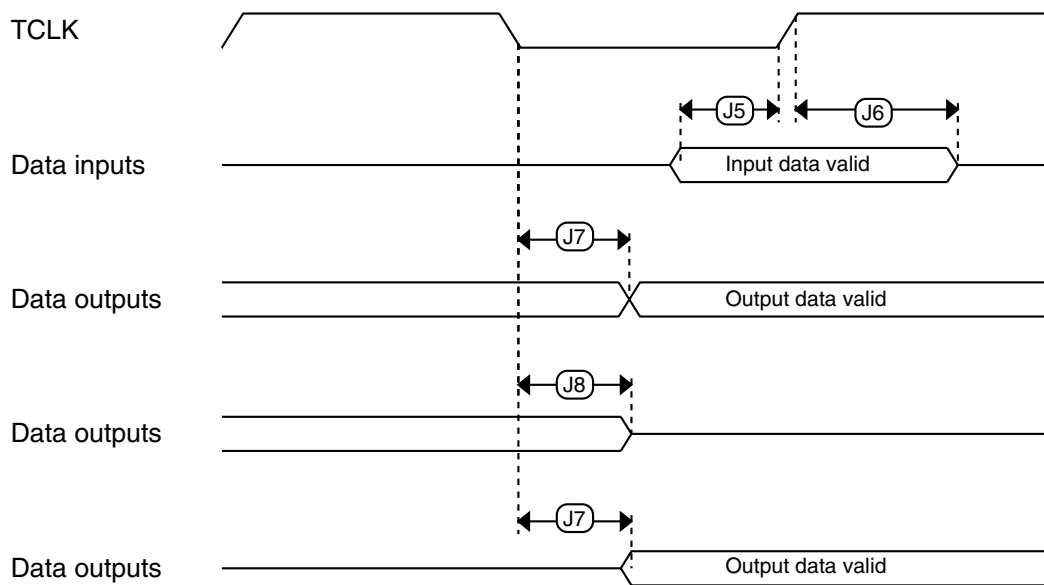 TCLK
J5
J6
Data inputs
Input data valid
J7
Data outputs
Output data valid
J8
Data outputs
J7
Data outputs
Output data valid